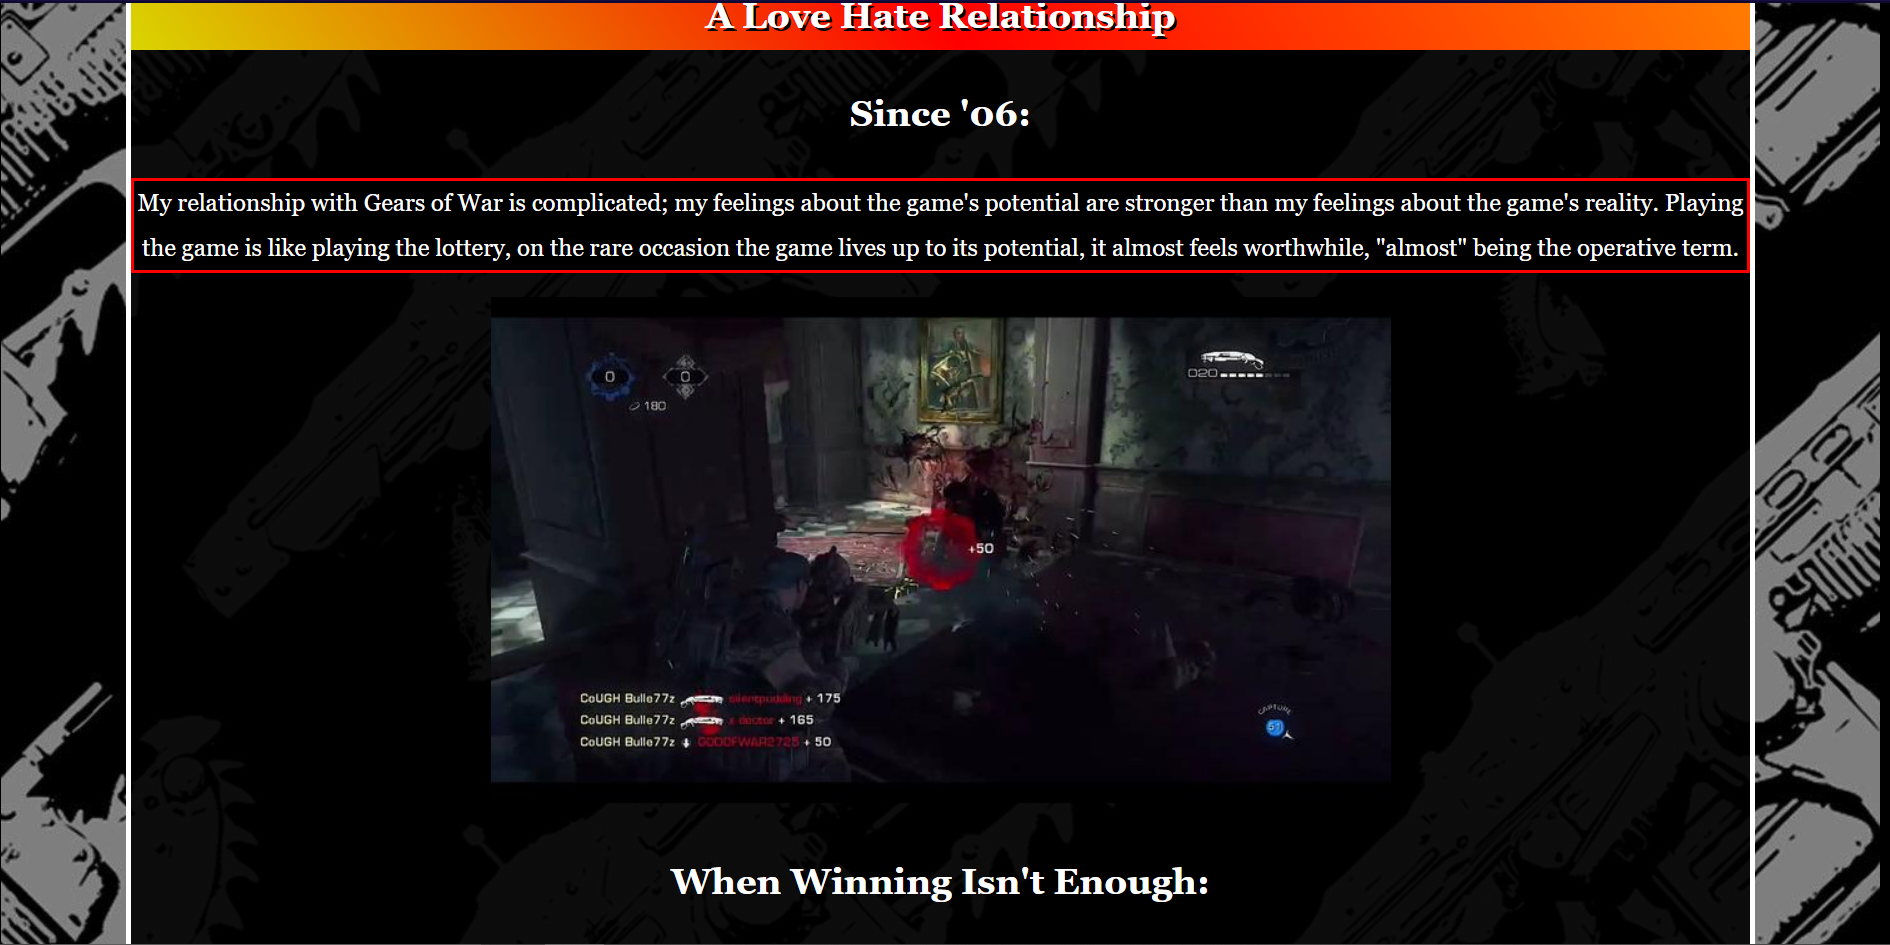 A Love Hate Relationship
Since '06:
My relationship with Gears of War is complicated; my feelings about the game's potential are stronger than my feelings about the game's reality. Playing
the game is like playing the lottery, on the rare occasion the game lives up to its potential, it almost feels worthwhile, "almost" being the operative term.
0 0
180
020
+50
CoUGH Bulle77z silentpudding + 175
CoUGH Bulle77z x doctor + 165
CoUGH Bulle77z GODOFWAR2725 + 50
CAPTURE
51
When Winning Isn't Enough: